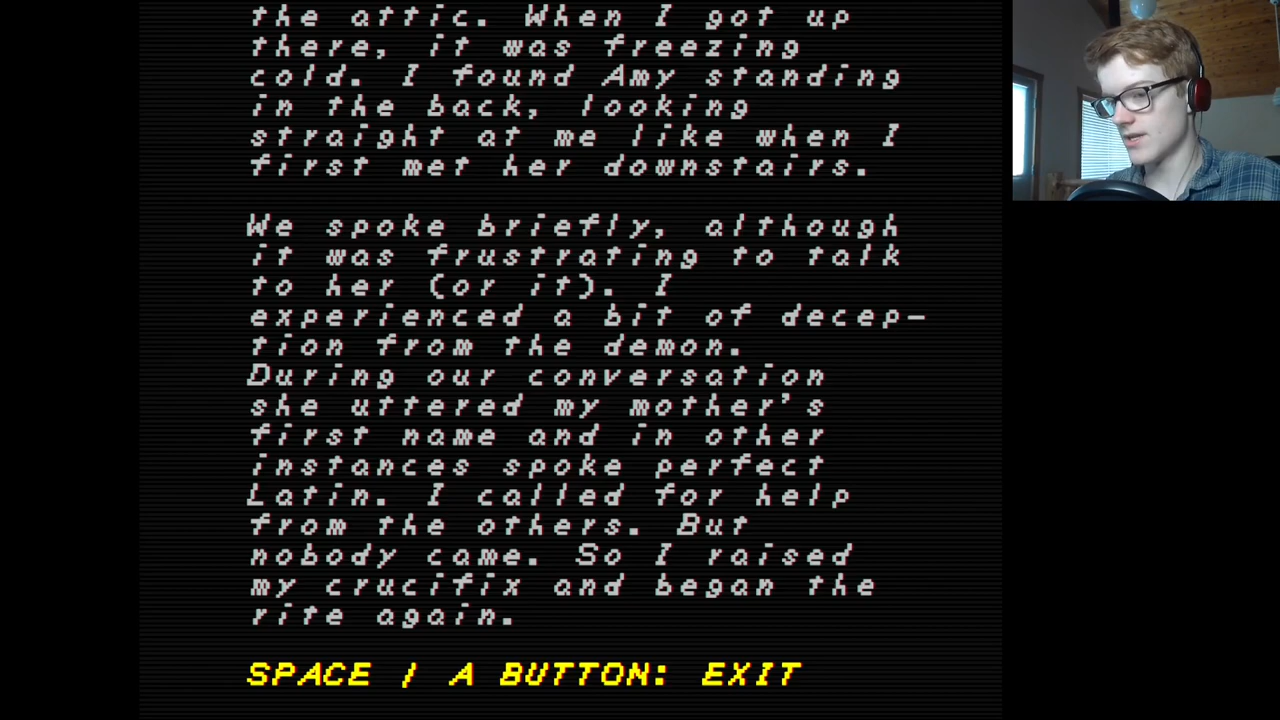 the attic. When I got up
there, it was freezing
cold. I found Amy standing
in the back, looking
straight at me like when I
first met her downstairs.
We spoke briefly, although
it was frustrating to talk
to her (or it). I
experienced a bit of decep-
tion from the demon.
During our conversation
she uttered my mother's
first name and in other
instances spoke perfect
Latin. I called for help
from the others. But
nobody came. So I raised
my crucifix and began the
rite again.
SPACE / A BUTTON: EXIT